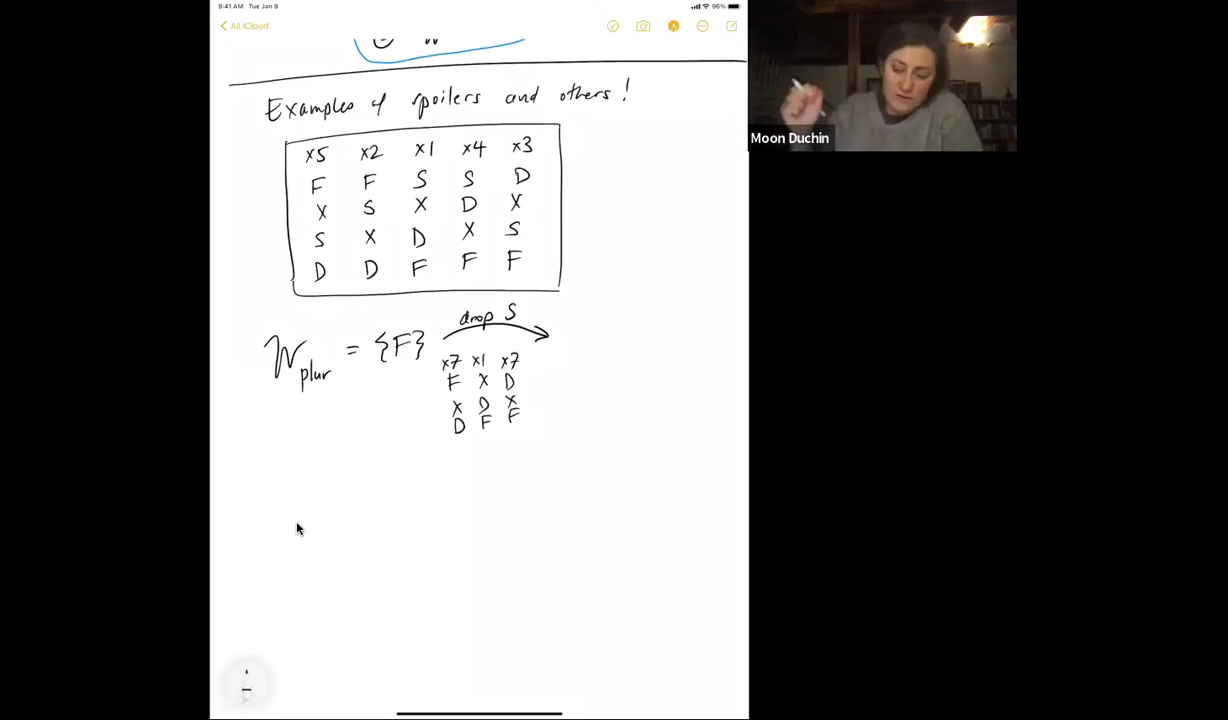 9:41 AM Tue Jan 9
96%
All iCloud
Examples of spoilers and others!
x5 x2 x1 x4 x3
F F S S D
X S X D X
S X D X S
D D F F F
W plur = {F} drop S
x7 x1 x7
F X D
X D X
D F F
Moon Duchin